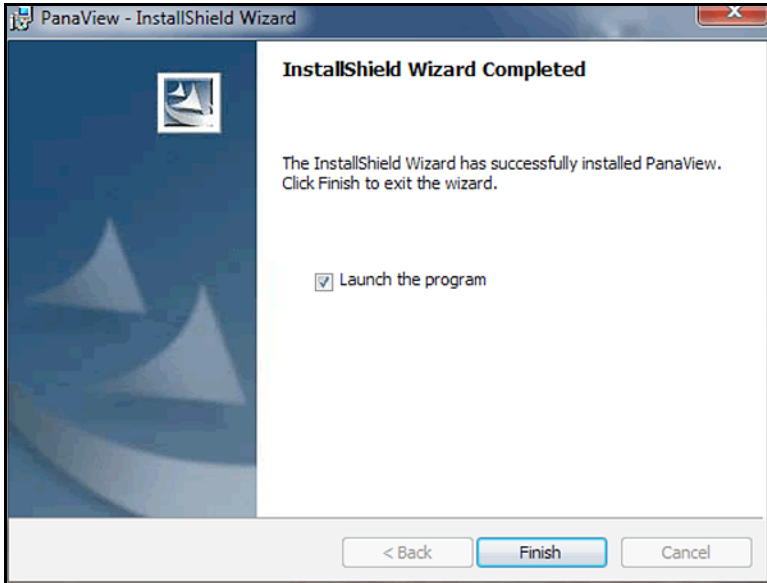 PanaView - InstallShield Wizard
InstallShield Wizard Completed
The InstallShield Wizard has successfully installed PanaView.
Click Finish to exit the wizard.
Launch the program
< Back
Finish
Cancel